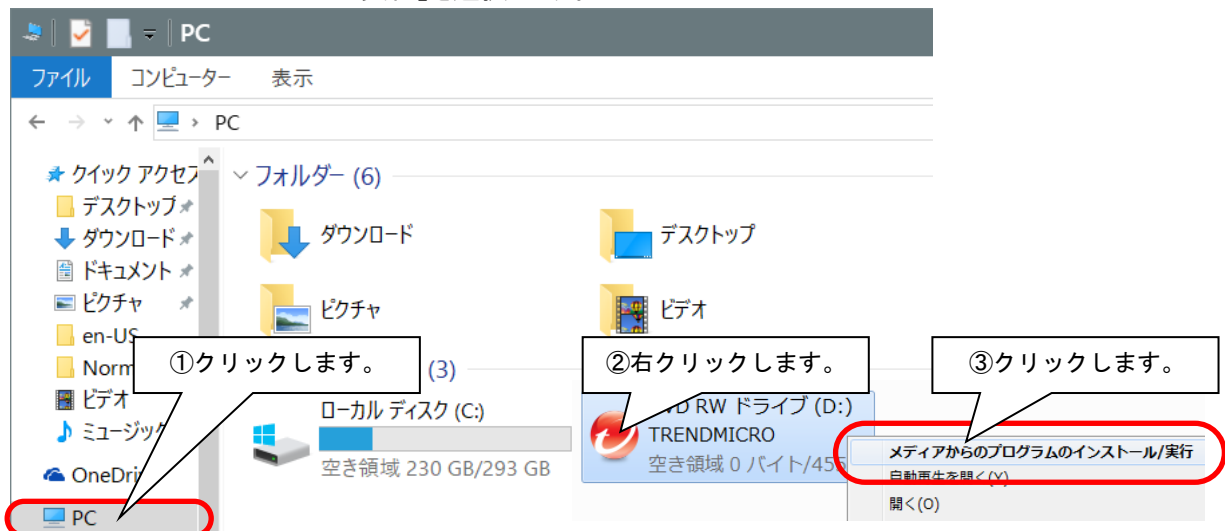 PC
ファイル コンピューター 表示
PC
クイック アクセス
デスクトップ
ダウンロード
ドキュメント
ピクチャ
en-US
Norm
ビデオ
ミュージック
OneDri
PC
フォルダー (6)
ダウンロード
デスクトップ
ピクチャ
ビデオ
①クリックします。
(3)
②右クリックします。
③クリックします。
ローカル ディスク (C:)
空き領域 230 GB/293 GB
RW ドライブ (D:)
TRENDMICRO
空き領域 0 バイト/455
メディアからのプログラムのインストール/実行
自動再生を開く(Y)
開く(O)